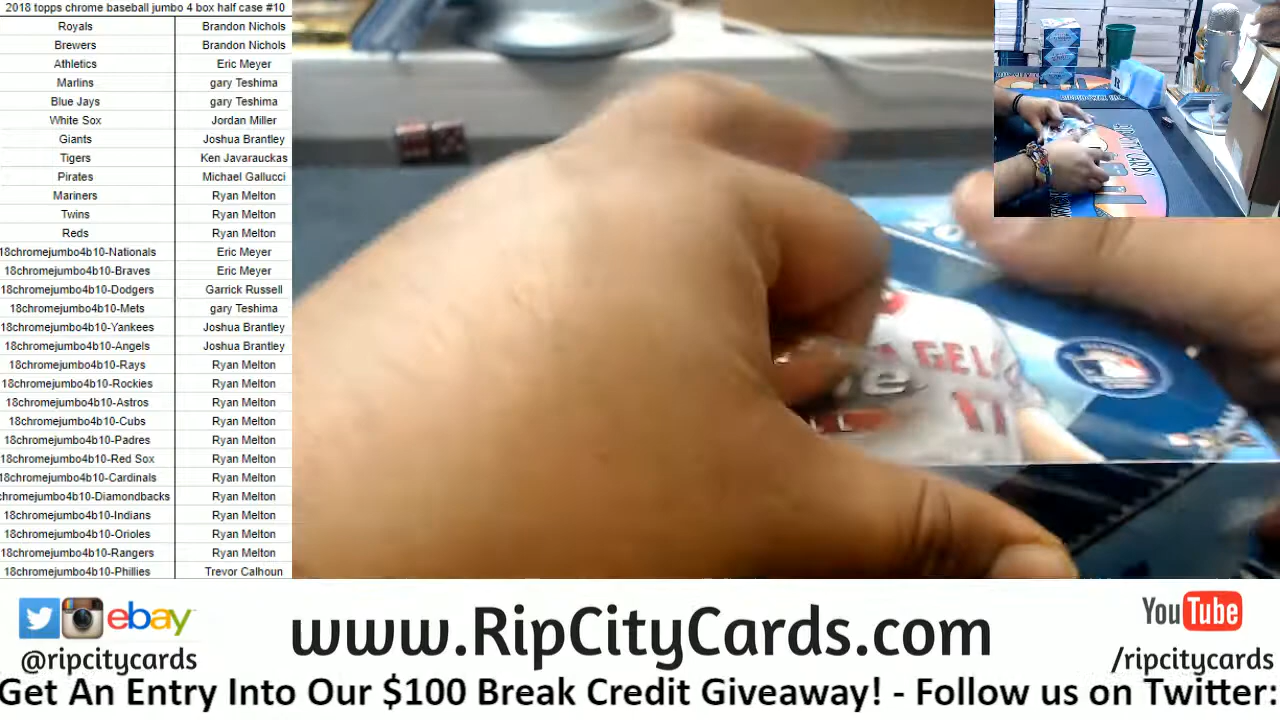 2018 topps chrome baseball jumbo 4 box half case #10
Royals Brandon Nichols
Brewers Brandon Nichols
Athletics Eric Meyer
Marlins gary Teshima
Blue Jays gary Teshima
White Sox Jordan Miller
Giants Joshua Brantley
Tigers Ken Javarauckas
Pirates Michael Gallucci
Mariners Ryan Melton
Twins Ryan Melton
Reds Ryan Melton
18chromejumbo4b10-Nationals Eric Meyer
18chromejumbo4b10-Braves Eric Meyer
18chromejumbo4b10-Dodgers Garrick Russell
18chromejumbo4b10-Mets gary Teshima
18chromejumbo4b10-Yankees Joshua Brantley
18chromejumbo4b10-Angels Joshua Brantley
18chromejumbo4b10-Rays Ryan Melton
18chromejumbo4b10-Rockies Ryan Melton
18chromejumbo4b10-Astros Ryan Melton
18chromejumbo4b10-Cubs Ryan Melton
18chromejumbo4b10-Padres Ryan Melton
18chromejumbo4b10-Red Sox Ryan Melton
18chromejumbo4b10-Cardinals Ryan Melton
chromejumbo4b10-Diamondbacks Ryan Melton
18chromejumbo4b10-Indians Ryan Melton
18chromejumbo4b10-Orioles Ryan Melton
18chromejumbo4b10-Rangers Ryan Melton
18chromejumbo4b10-Phillies Trevor Calhoun
GEL
17
ebay
@ripcitycards
www.RipCityCards.com
YouTube
/ripcitycards
Get An Entry Into Our $100 Break Credit Giveaway! - Follow us on Twitter: